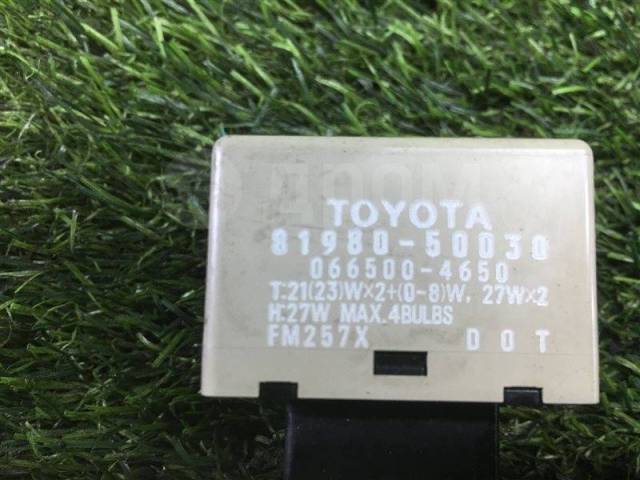 TOYOTA
81980-50030
066500-4650
T:21(23)W×2+(0-8)W, 27W×2
H:27W MAX.4BULBS
FM257X DOT